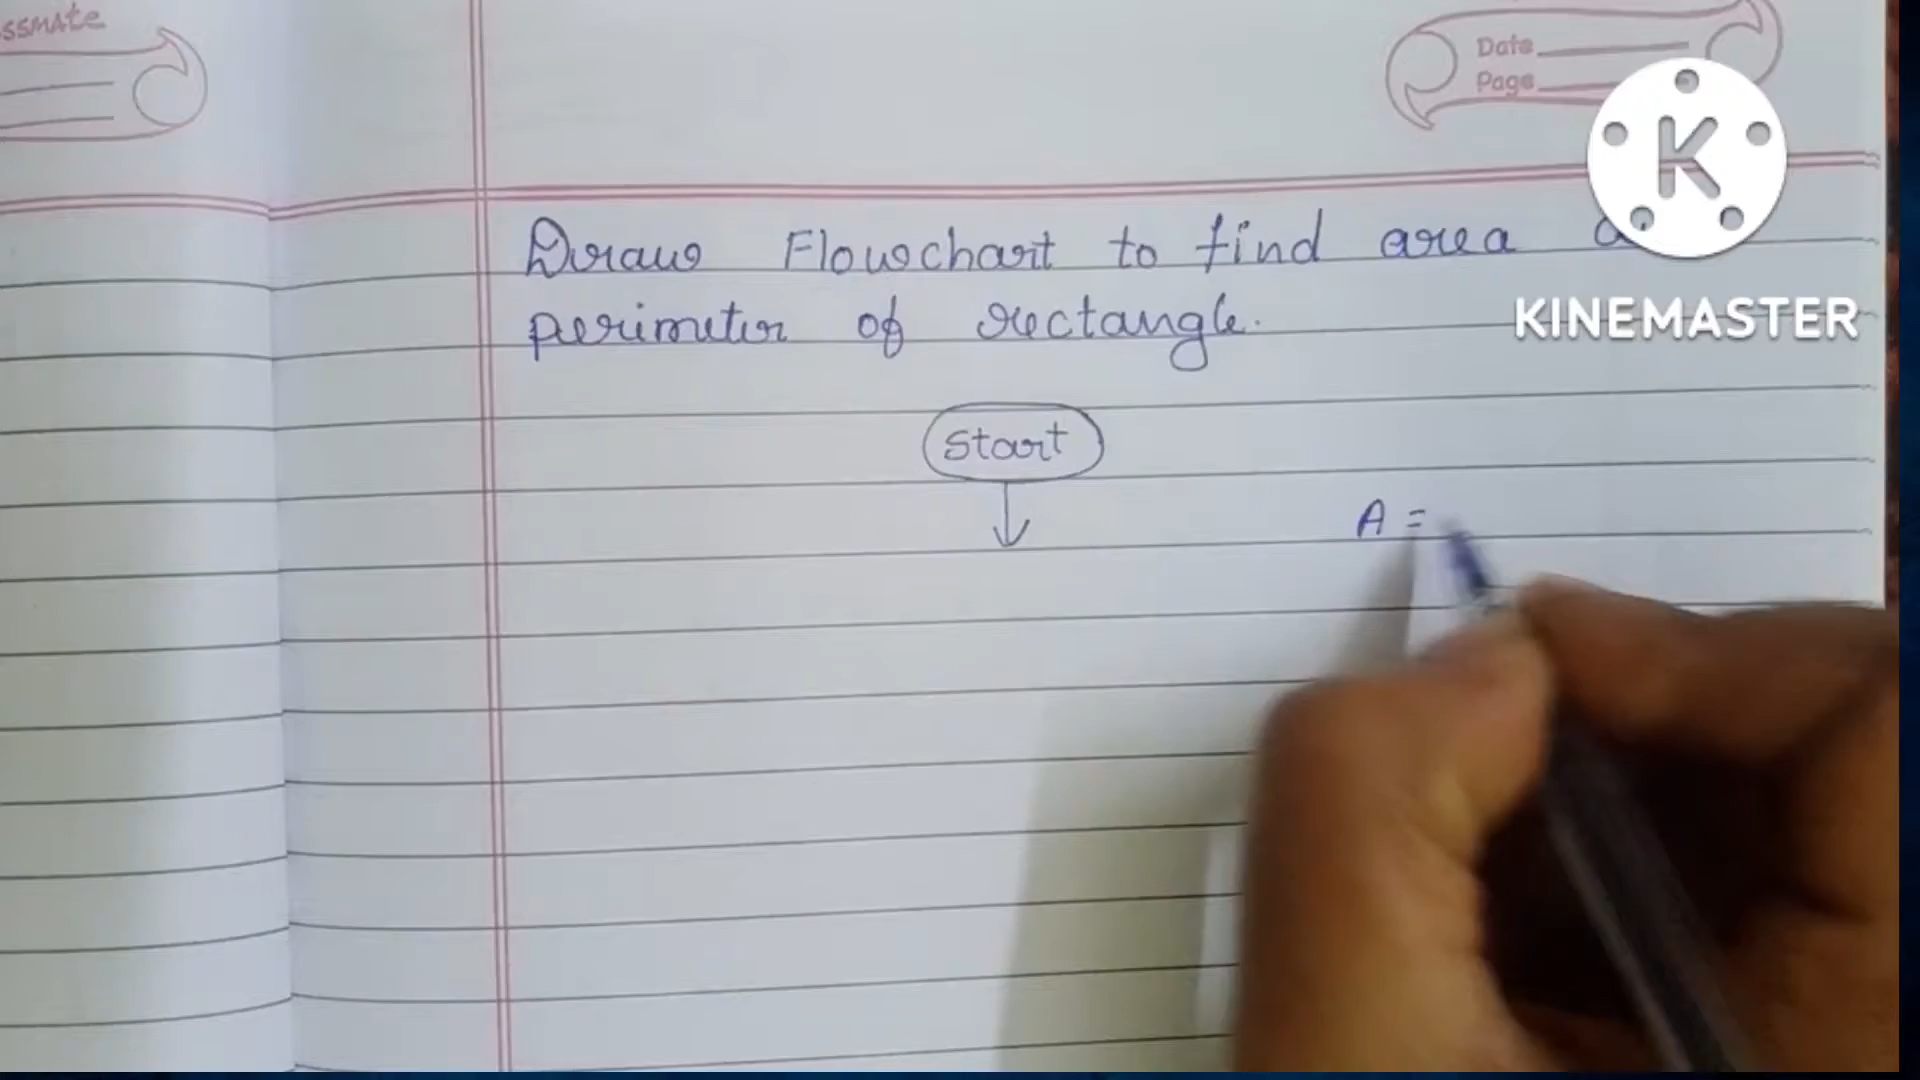 ssmate
Date
Page
K
KINEMASTER
Draw Flowchart to find area
perimeter of rectangle.
Start
A =